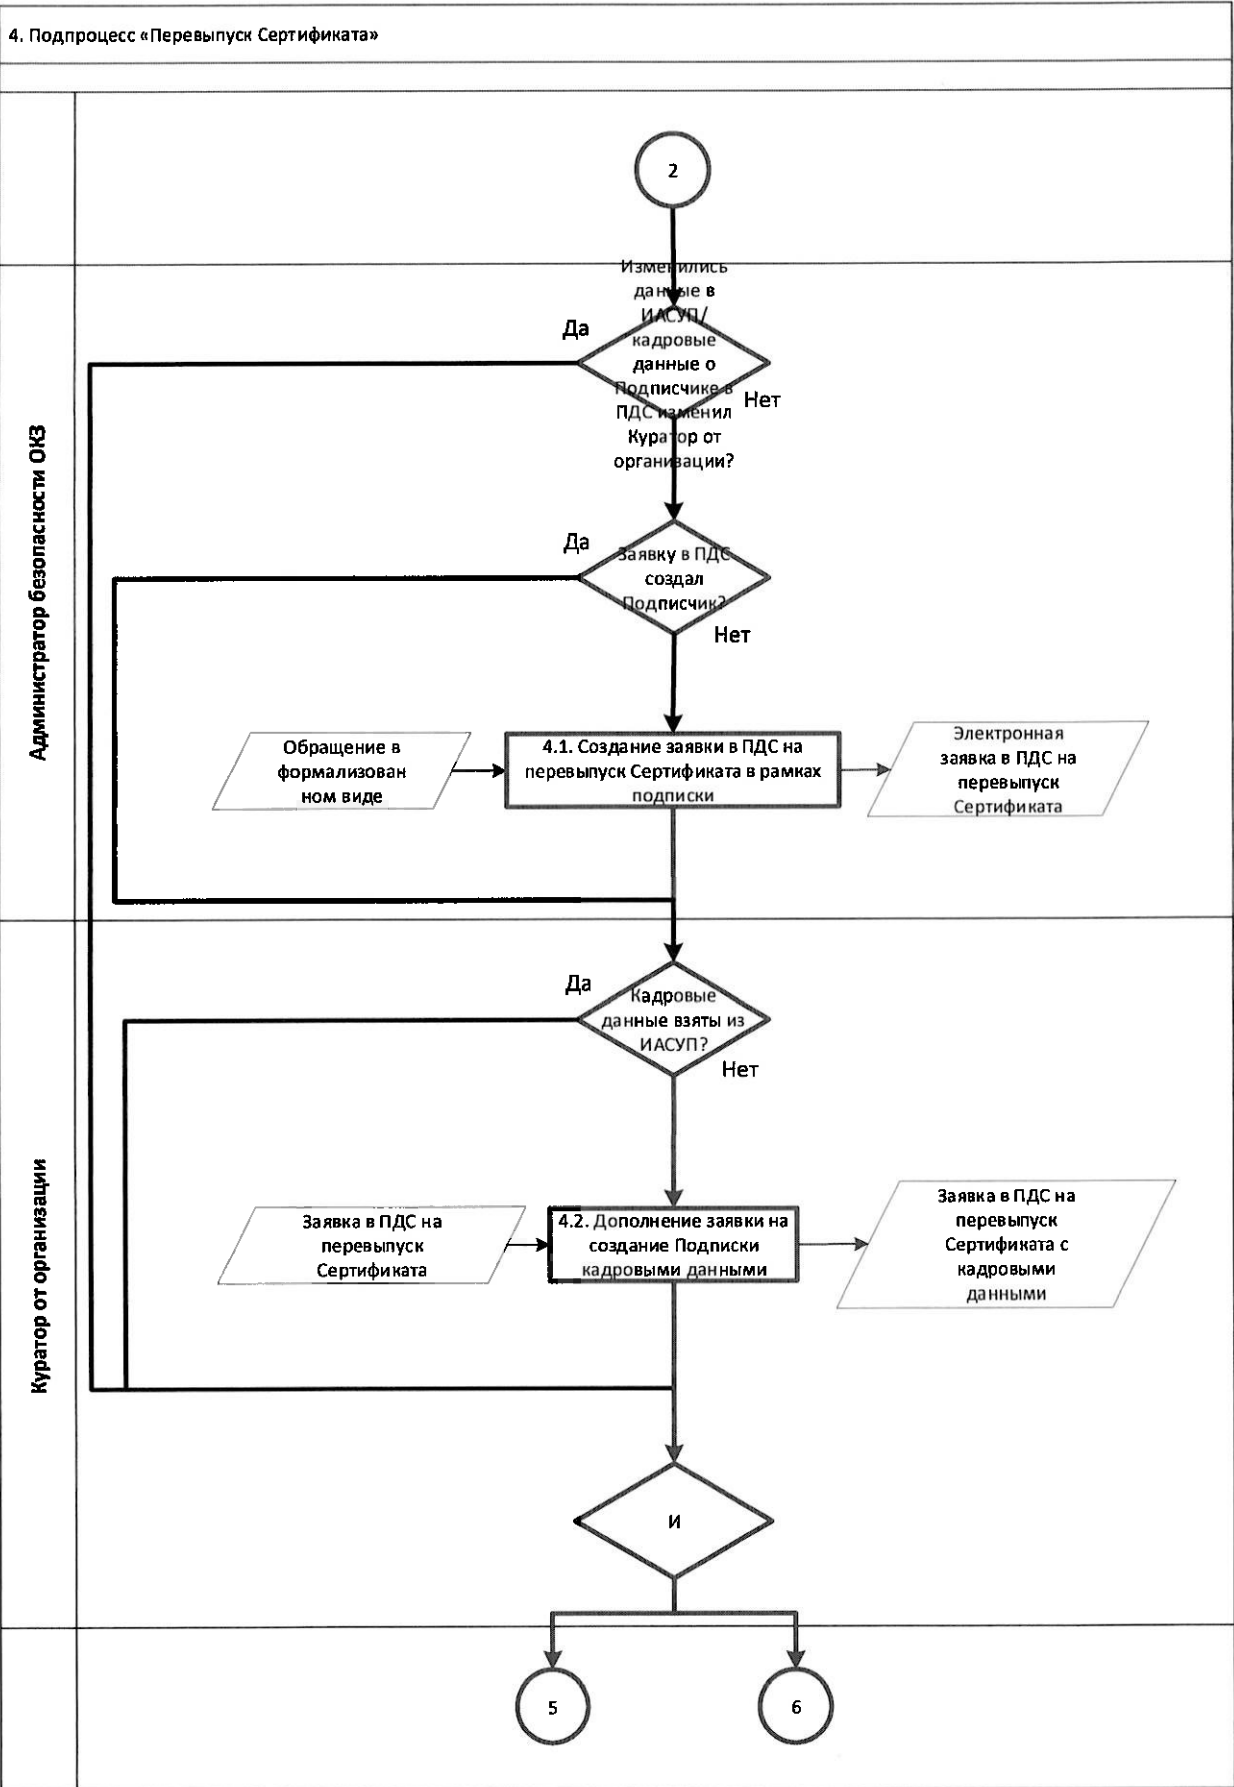 4. Подпроцесс «Перевыпуск Сертификата»
2
Администратор безопасности ОКЗ
Изменились
данные в
ИАСУП/
кадровые
данные о
Подписчике в
ПДС изменил
Куратор от
организации?
Да
Нет
Заявку в ПДС
создал
Подписчик?
Да
Нет
Обращение в
формализован
ном виде
4.1. Создание заявки в ПДС на
перевыпуск Сертификата в рамках
подписки
Электронная
заявка в ПДС на
перевыпуск
Сертификата
Куратор от организации
Да
Кадровые
данные взяты из
ИАСУП?
Нет
Заявка в ПДС на
перевыпуск
Сертификата
4.2. Дополнение заявки на
создание Подписки
кадровыми данными
Заявка в ПДС на
перевыпуск
Сертификата с
кадровыми
данными
И
5
6